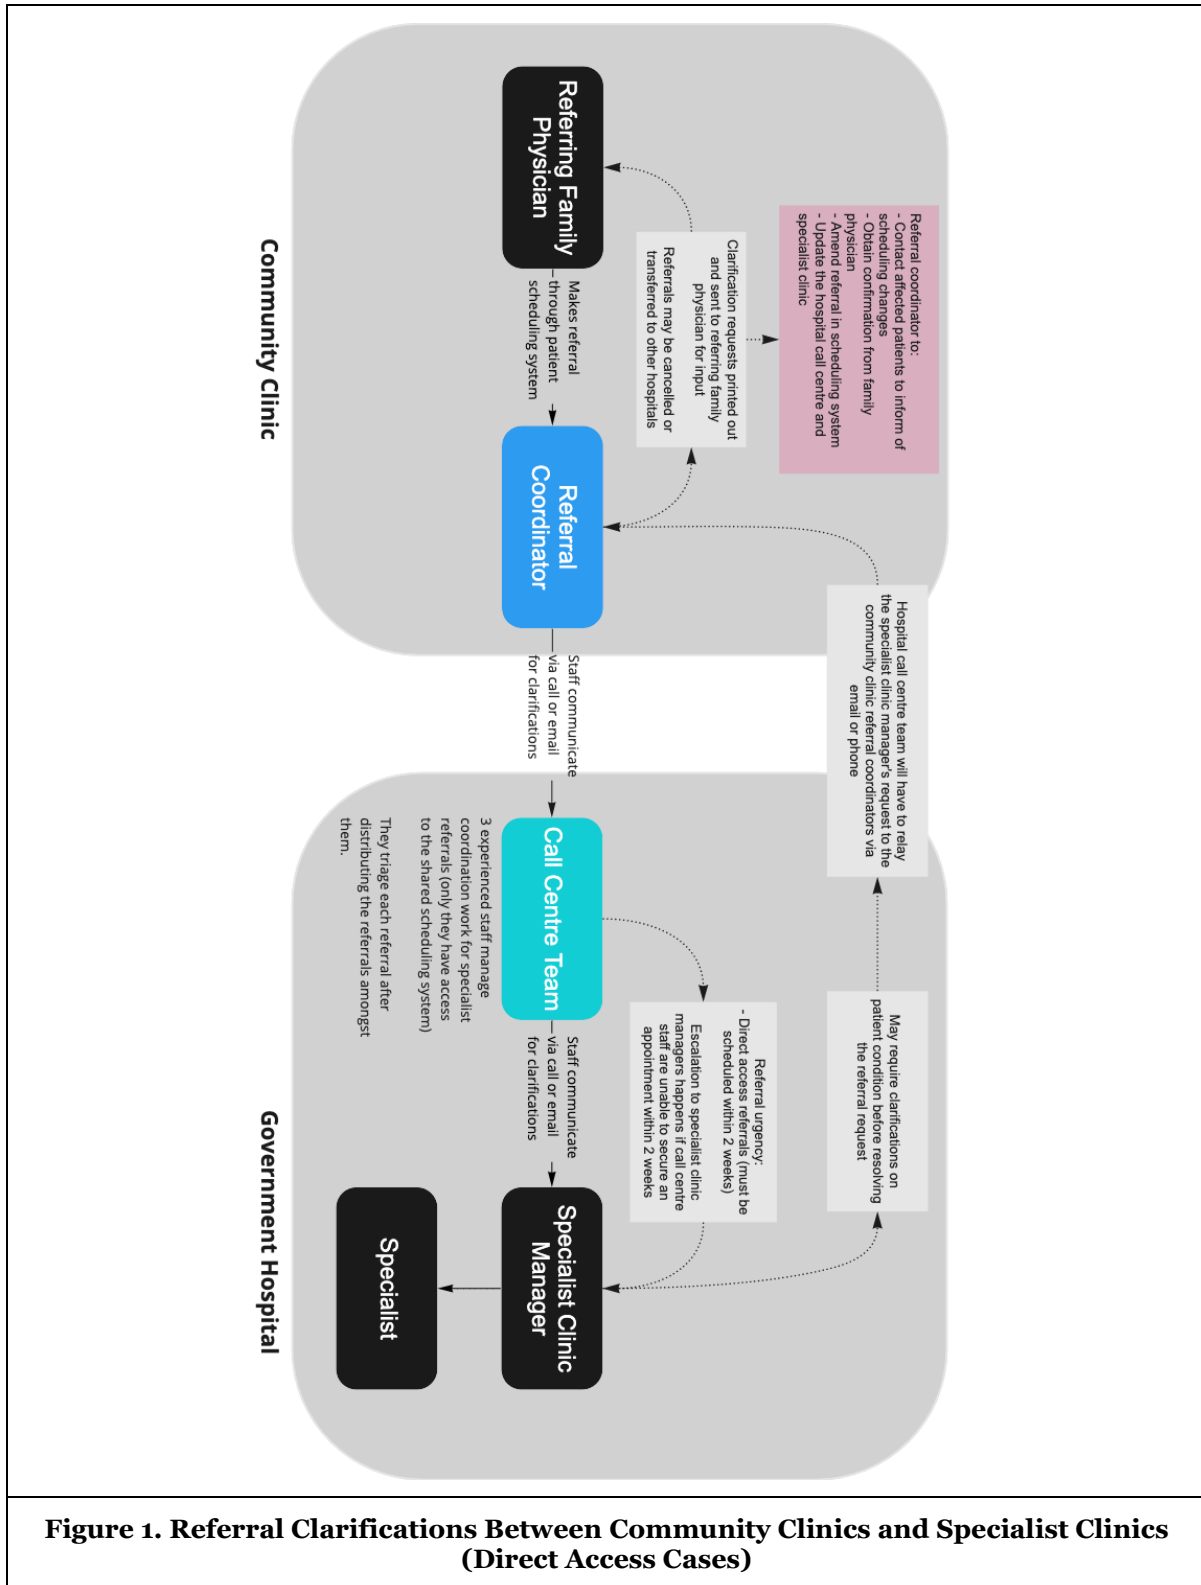 Referral coordinator to:
- Contact affected patients to inform of
scheduling changes
- Obtain confirmation from family
physician
- Amend referral in scheduling system
- Update the hospital call centre and
specialist clinic
Hospital call centre team will have to relay
the specialist clinic manager's request to the
community clinic referral coordinators via
email or phone
May require clarifications on
patient condition before resolving
the referral request
Clarification requests printed out
and sent to referring family
physician for input
Referrals may be cancelled or
transferred to other hospitals
Referral urgency:
- Direct access referrals (must be
scheduled within 2 weeks)
Escalation to specialist clinic
managers happens if call centre
staff are unable to secure an
appointment within 2 weeks
Referring Family
Physician
Makes referral
through patient
scheduling system
Referral
Coordinator
Staff communicate
via call or email
for clarifications
Call Centre Team
Staff communicate
via call or email
for clarifications
Specialist Clinic
Manager
3 experienced staff manage
coordination work for specialist
referrals (only they have access
to the shared scheduling system)
They triage each referral after
distributing the referrals amongst
them.
Specialist
Community Clinic
Government Hospital
Figure 1. Referral Clarifications Between Community Clinics and Specialist Clinics
(Direct Access Cases)